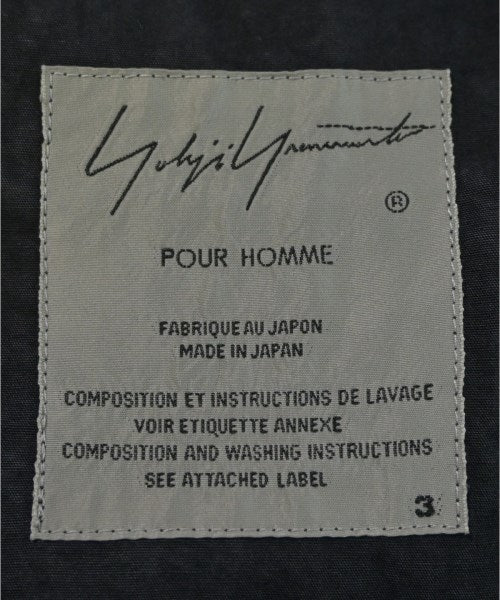 Yohji Yamamoto
®
POUR HOMME
FABRIQUE AU JAPON
MADE IN JAPAN
COMPOSITION ET INSTRUCTIONS DE LAVAGE
VOIR ETIQUETTE ANNEXE
COMPOSITION AND WASHING INSTRUCTIONS
SEE ATTACHED LABEL
3